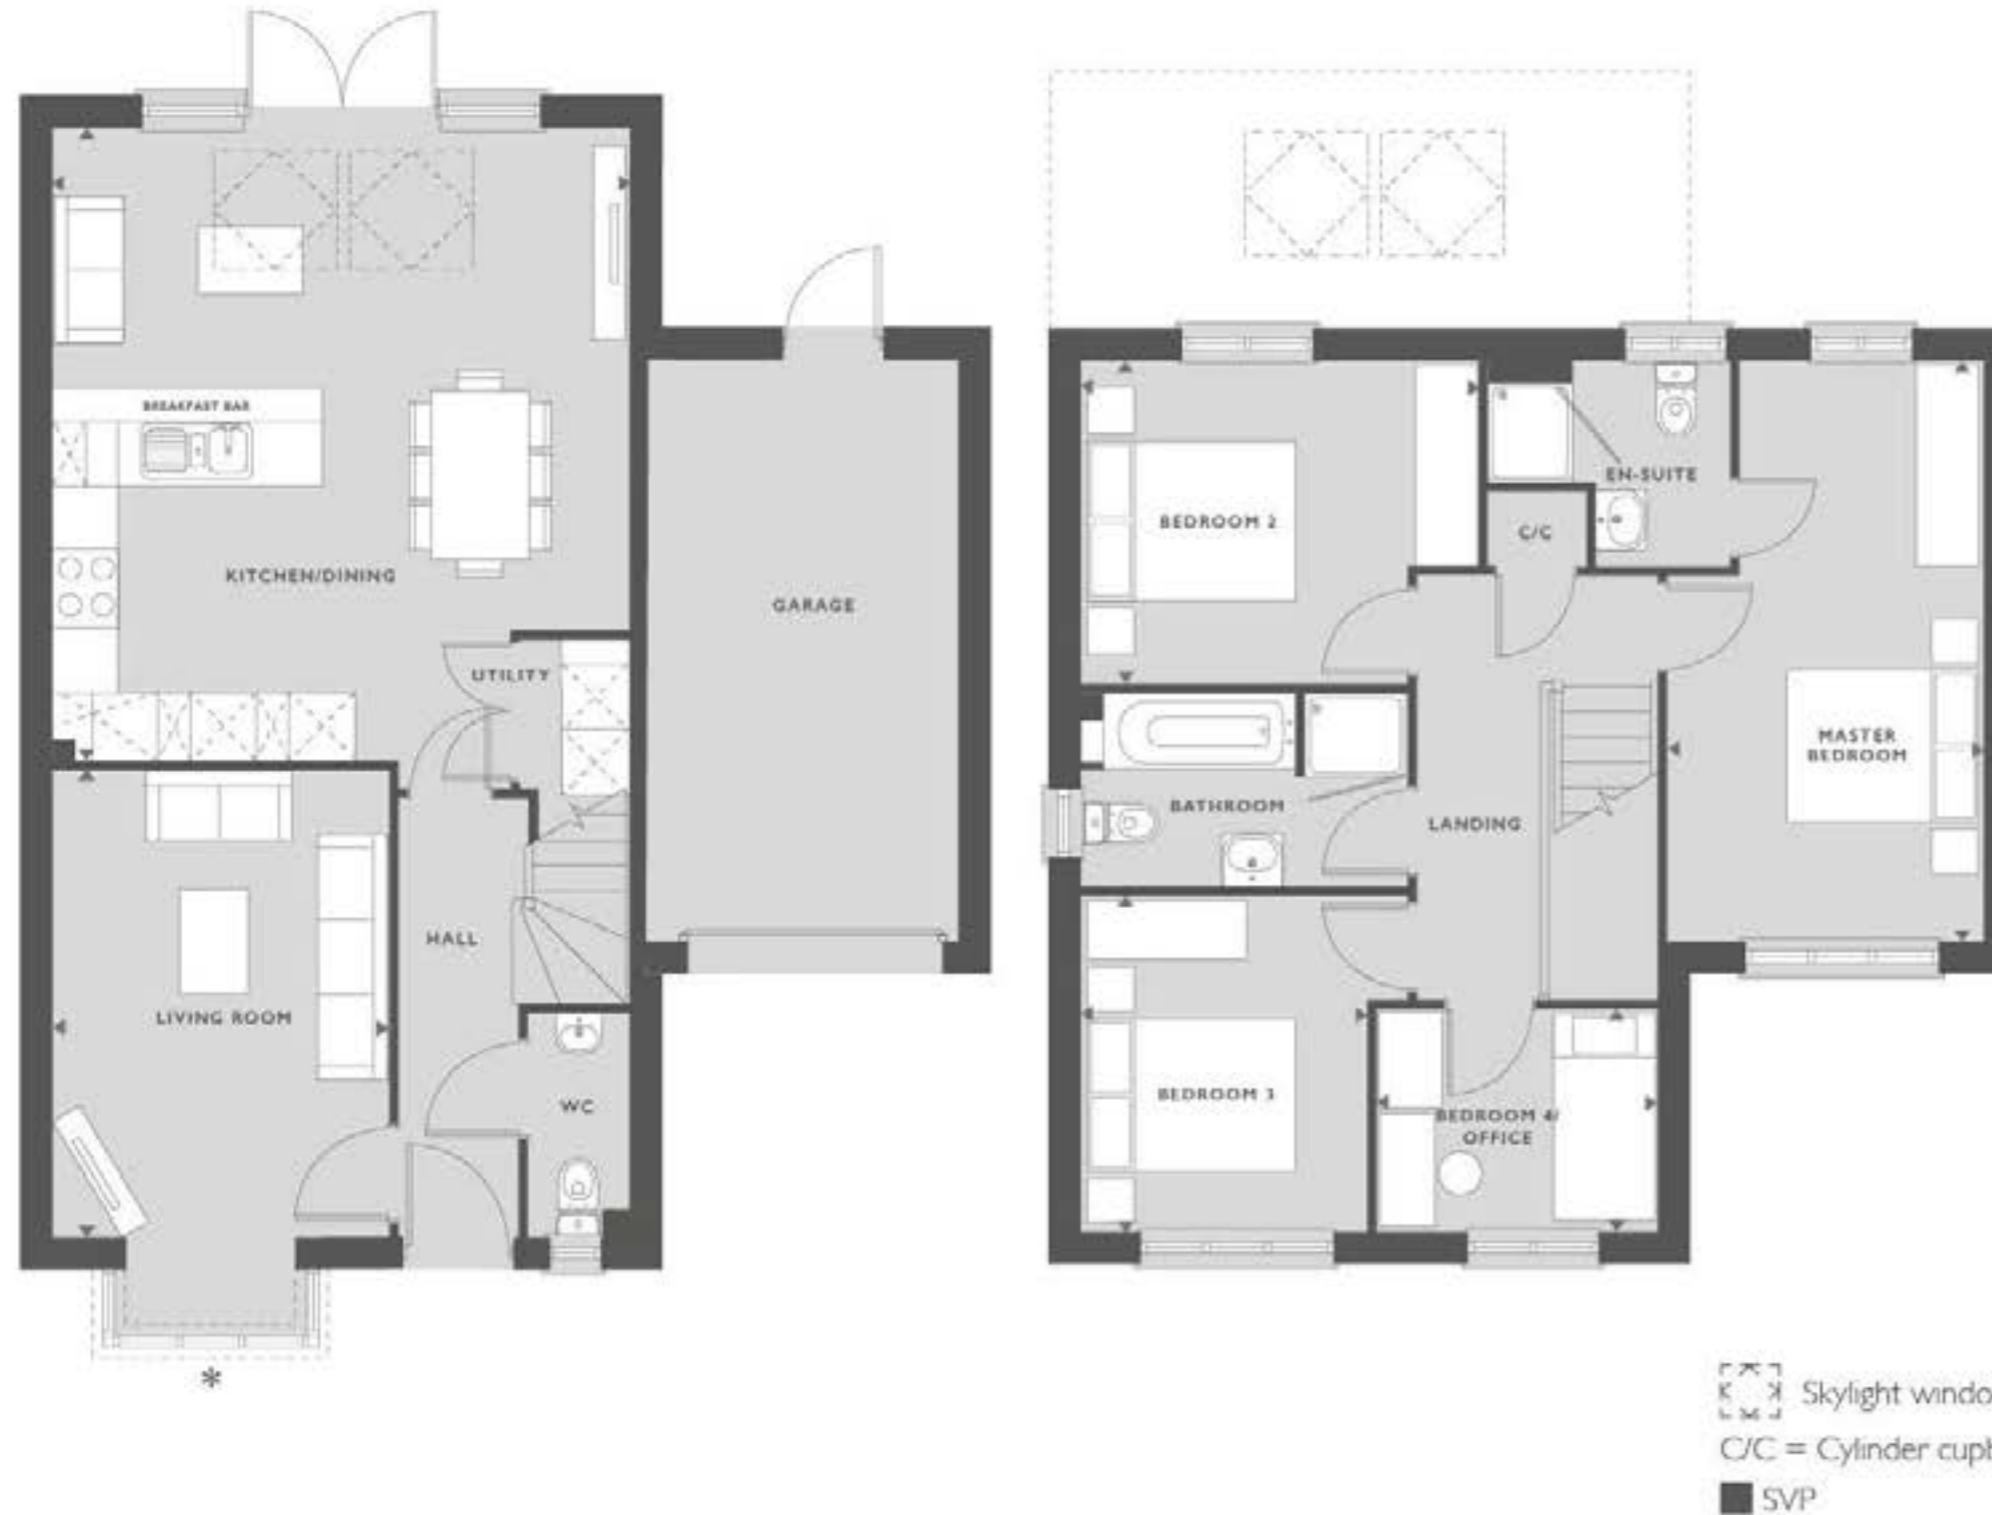 BREAKFAST BAR
KITCHEN/DINING
UTILITY
GARAGE
HALL
LIVING ROOM
WC
*
BEDROOM 2
EN-SUITE
C/C
MASTER
BEDROOM
BATHROOM
LANDING
BEDROOM 3
BEDROOM 4/
OFFICE
Skylight windo
C/C = Cylinder cupb
SVP